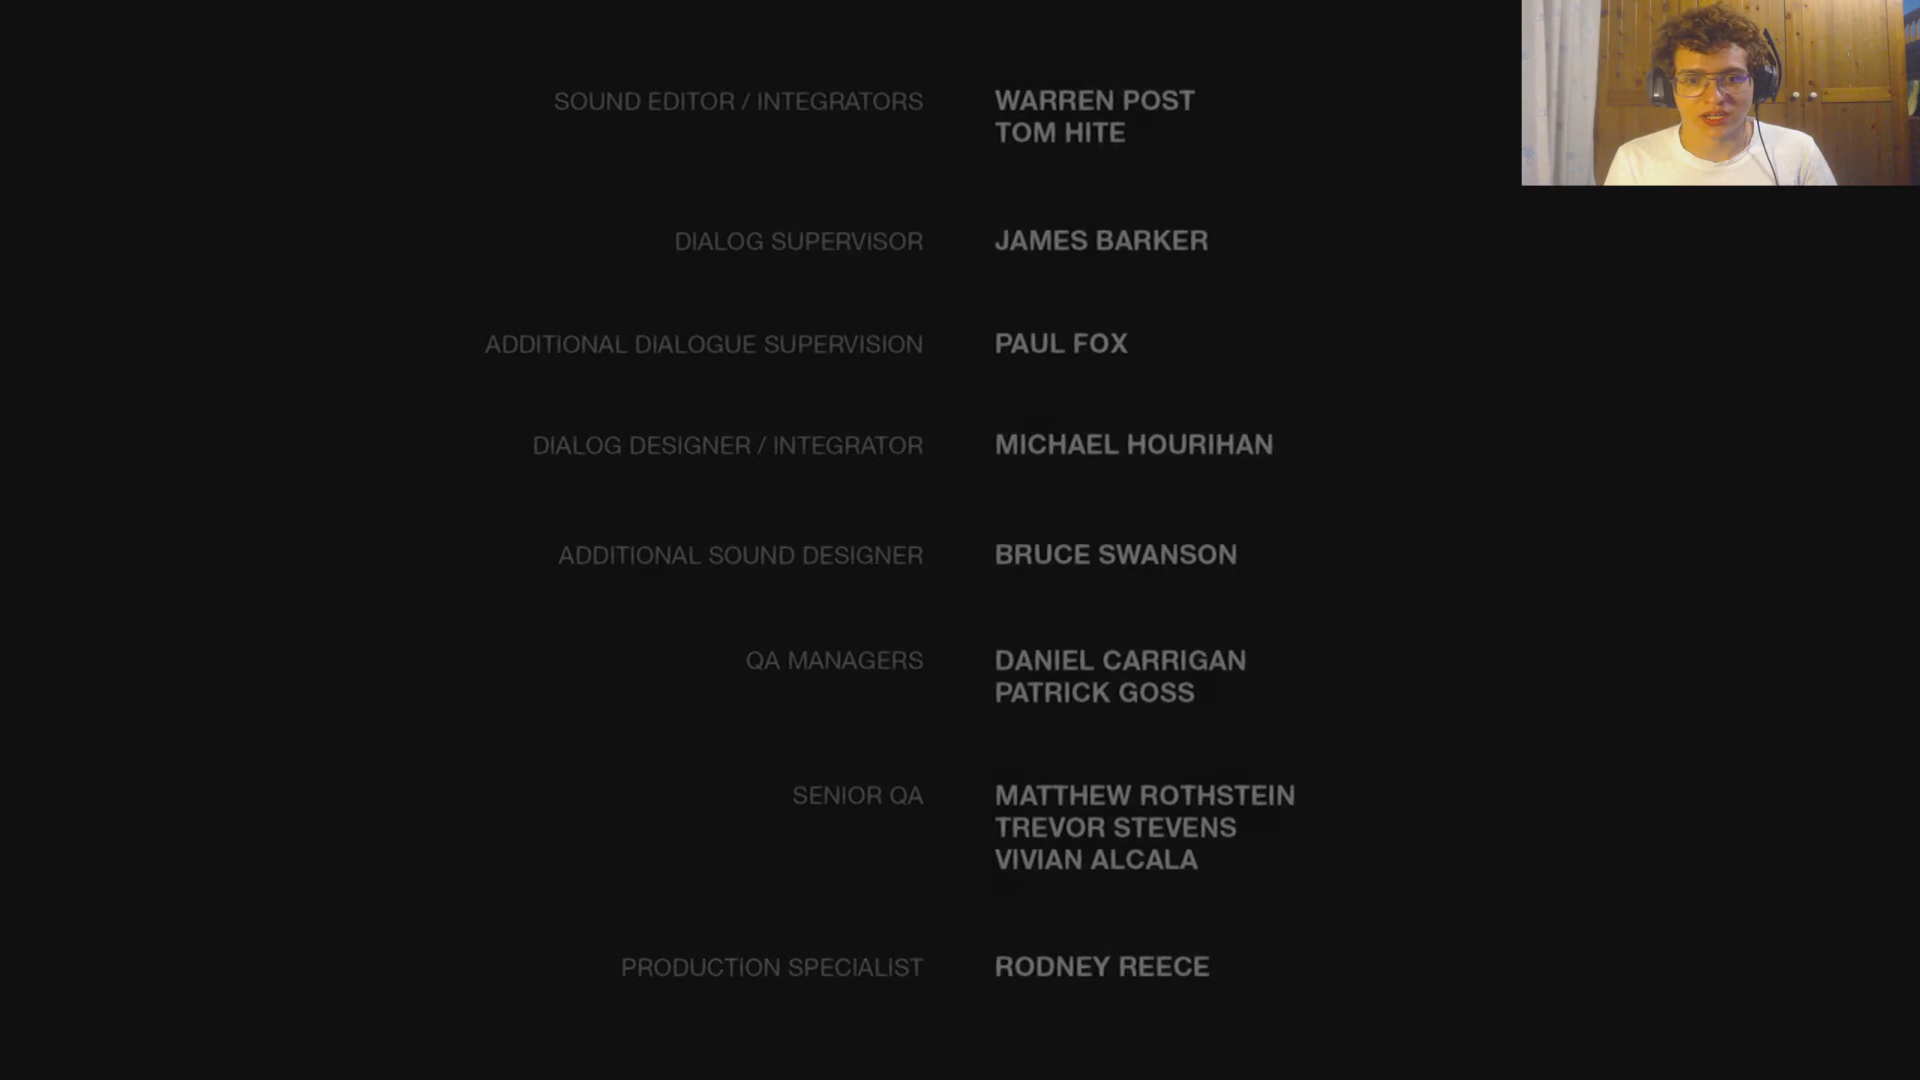 SOUND EDITOR / INTEGRATORS WARREN POST
TOM HITE
DIALOG SUPERVISOR JAMES BARKER
ADDITIONAL DIALOGUE SUPERVISION PAUL FOX
DIALOG DESIGNER / INTEGRATOR MICHAEL HOURIHAN
ADDITIONAL SOUND DESIGNER BRUCE SWANSON
QA MANAGERS DANIEL CARRIGAN
PATRICK GOSS
SENIOR QA MATTHEW ROTHSTEIN
TREVOR STEVENS
VIVIAN ALCALA
PRODUCTION SPECIALIST RODNEY REECE